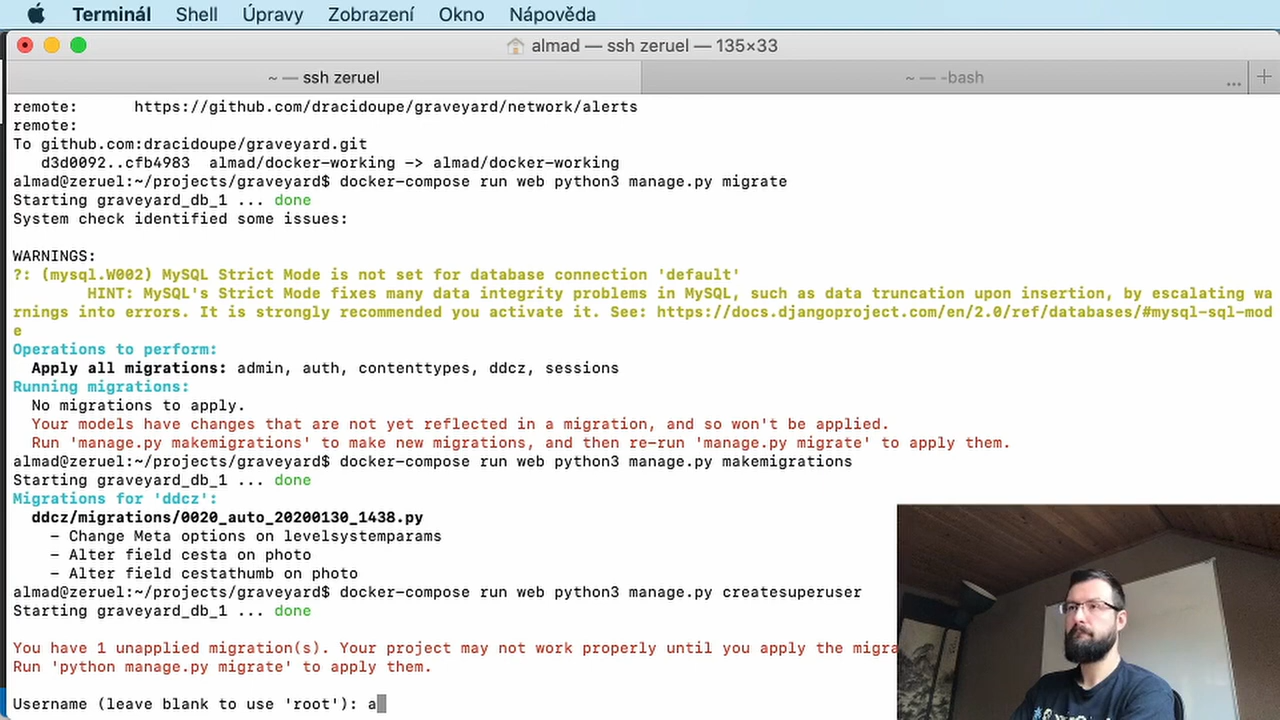 Terminál Shell Úpravy Zobrazení Okno Nápověda
almad — ssh zeruel — 135×33
~ — ssh zeruel
~ — -bash
...
remote: https://github.com/dracidoupe/graveyard/network/alerts
remote:
To github.com:dracidoupe/graveyard.git
d3d0092..cfb4983 almad/docker-working -> almad/docker-working
almad@zeruel:~/projects/graveyard$ docker-compose run web python3 manage.py migrate
Starting graveyard_db_1 ... done
System check identified some issues:
WARNINGS:
?: (mysql.W002) MySQL Strict Mode is not set for database connection 'default'
HINT: MySQL's Strict Mode fixes many data integrity problems in MySQL, such as data truncation upon insertion, by escalating wa
rnings into errors. It is strongly recommended you activate it. See: https://docs.djangoproject.com/en/2.0/ref/databases/#mysql-sql-mod
e
Operations to perform:
Apply all migrations: admin, auth, contenttypes, ddcz, sessions
Running migrations:
No migrations to apply.
Your models have changes that are not yet reflected in a migration, and so won't be applied.
Run 'manage.py makemigrations' to make new migrations, and then re-run 'manage.py migrate' to apply them.
almad@zeruel:~/projects/graveyard$ docker-compose run web python3 manage.py makemigrations
Starting graveyard_db_1 ... done
Migrations for 'ddcz':
ddcz/migrations/0020_auto_20200130_1438.py
- Change Meta options on levelsystemparams
- Alter field cesta on photo
- Alter field cestathumb on photo
almad@zeruel:~/projects/graveyard$ docker-compose run web python3 manage.py createsuperuser
Starting graveyard_db_1 ... done
You have 1 unapplied migration(s). Your project may not work properly until you apply the migra
Run 'python manage.py migrate' to apply them.
Username (leave blank to use 'root'): a